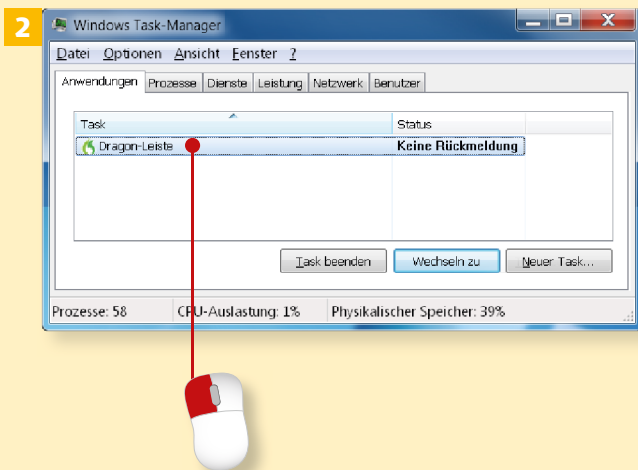 2
Windows Task-Manager
Datei Optionen Ansicht Fenster ?
Anwendungen Prozesse Dienste Leistung Netzwerk Benutzer
Task Status
Dragon-Leiste Keine Rückmeldung
Task beenden Wechseln zu Neuer Task...
Prozesse: 58 CPU-Auslastung: 1% Physikalischer Speicher: 39%